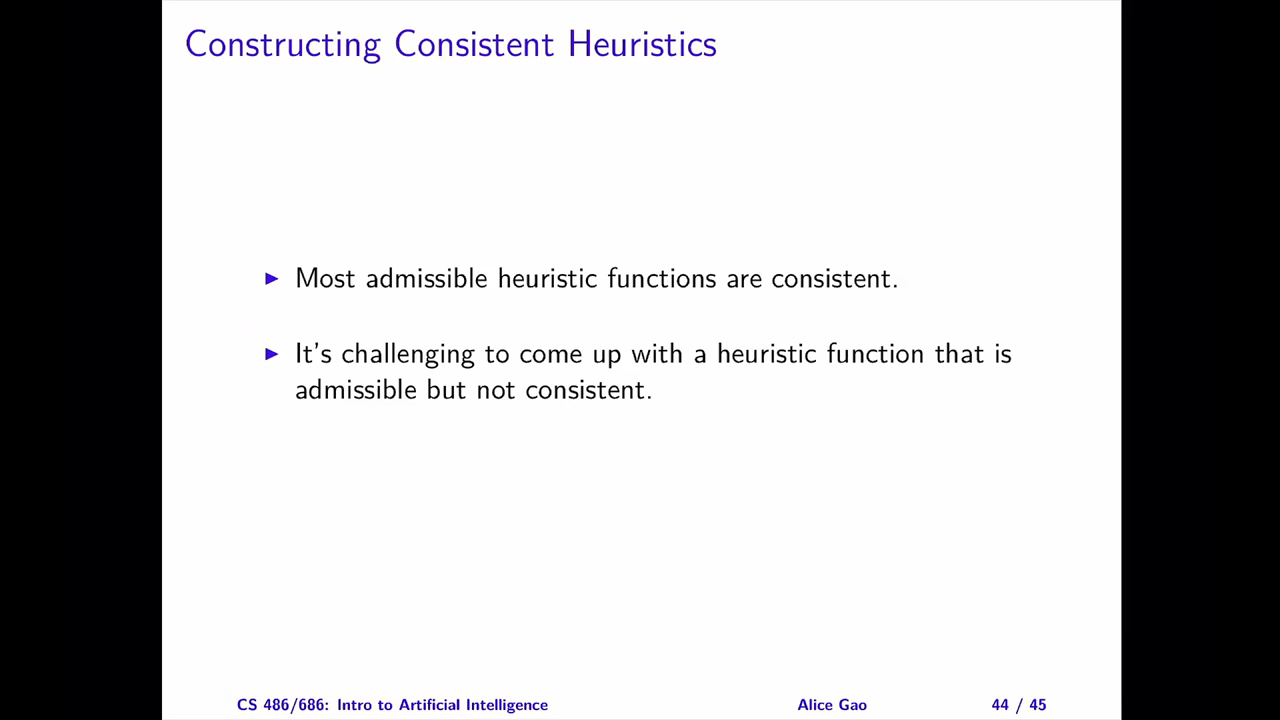 Constructing Consistent Heuristics
Most admissible heuristic functions are consistent.
It's challenging to come up with a heuristic function that is
admissible but not consistent.
CS 486/686: Intro to Artificial Intelligence Alice Gao 44 / 45